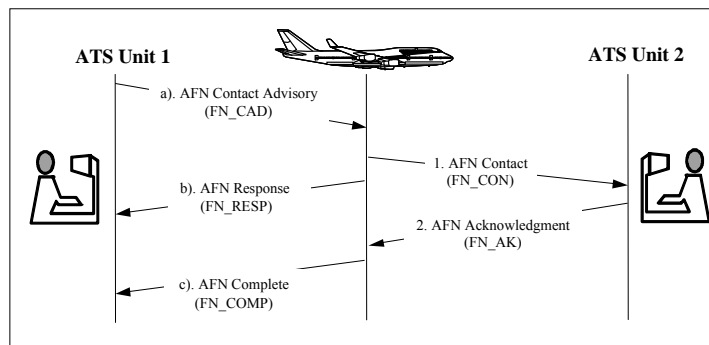 ATS Unit 1
ATS Unit 2
a). AFN Contact Advisory
(FN_CAD)
1. AFN Contact
(FN_CON)
b). AFN Response
(FN_RESP)
2. AFN Acknowledgment
(FN_AK)
c). AFN Complete
(FN_COMP)